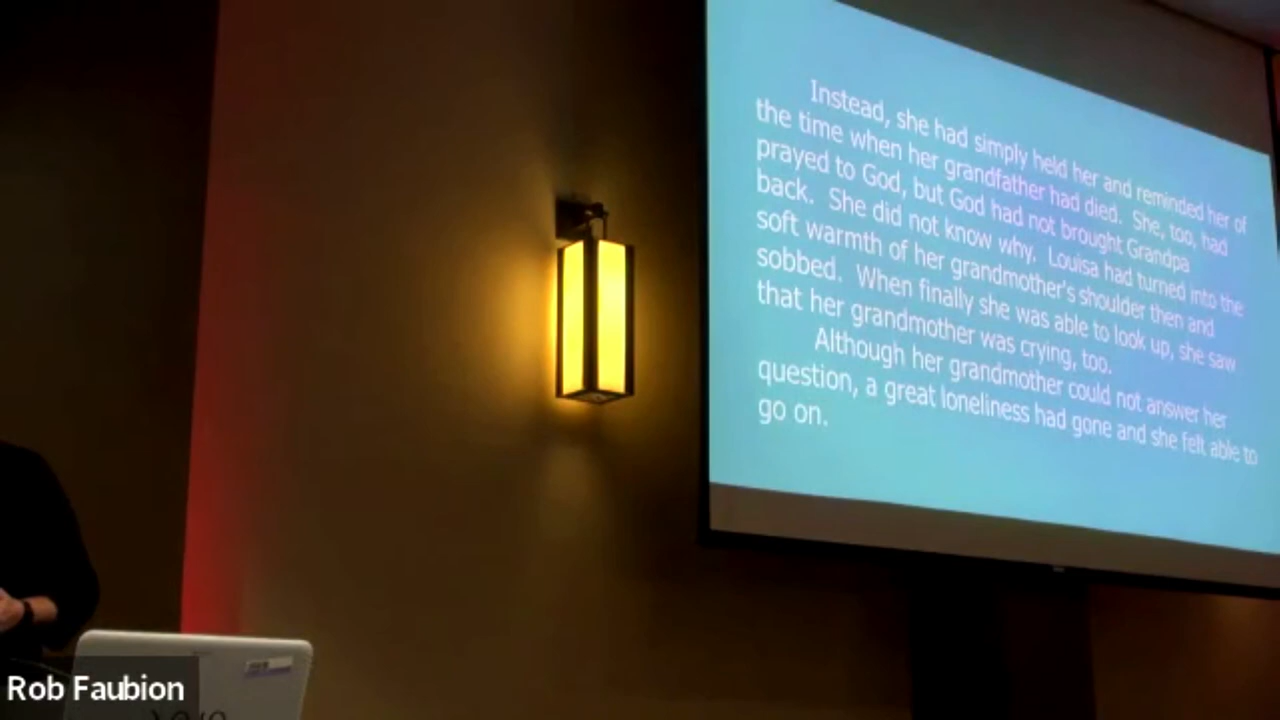 Instead, she had simply held her and reminded her of
the time when her grandfather had died. She, too, had
prayed to God, but God had not brought Grandpa
back. She did not know why. Louisa had turned into the
soft warmth of her grandmother's shoulder then and
sobbed. When finally she was able to look up, she saw
that her grandmother was crying, too.
Although her grandmother could not answer her
question, a great loneliness had gone and she felt able to
go on.
Rob Faubion